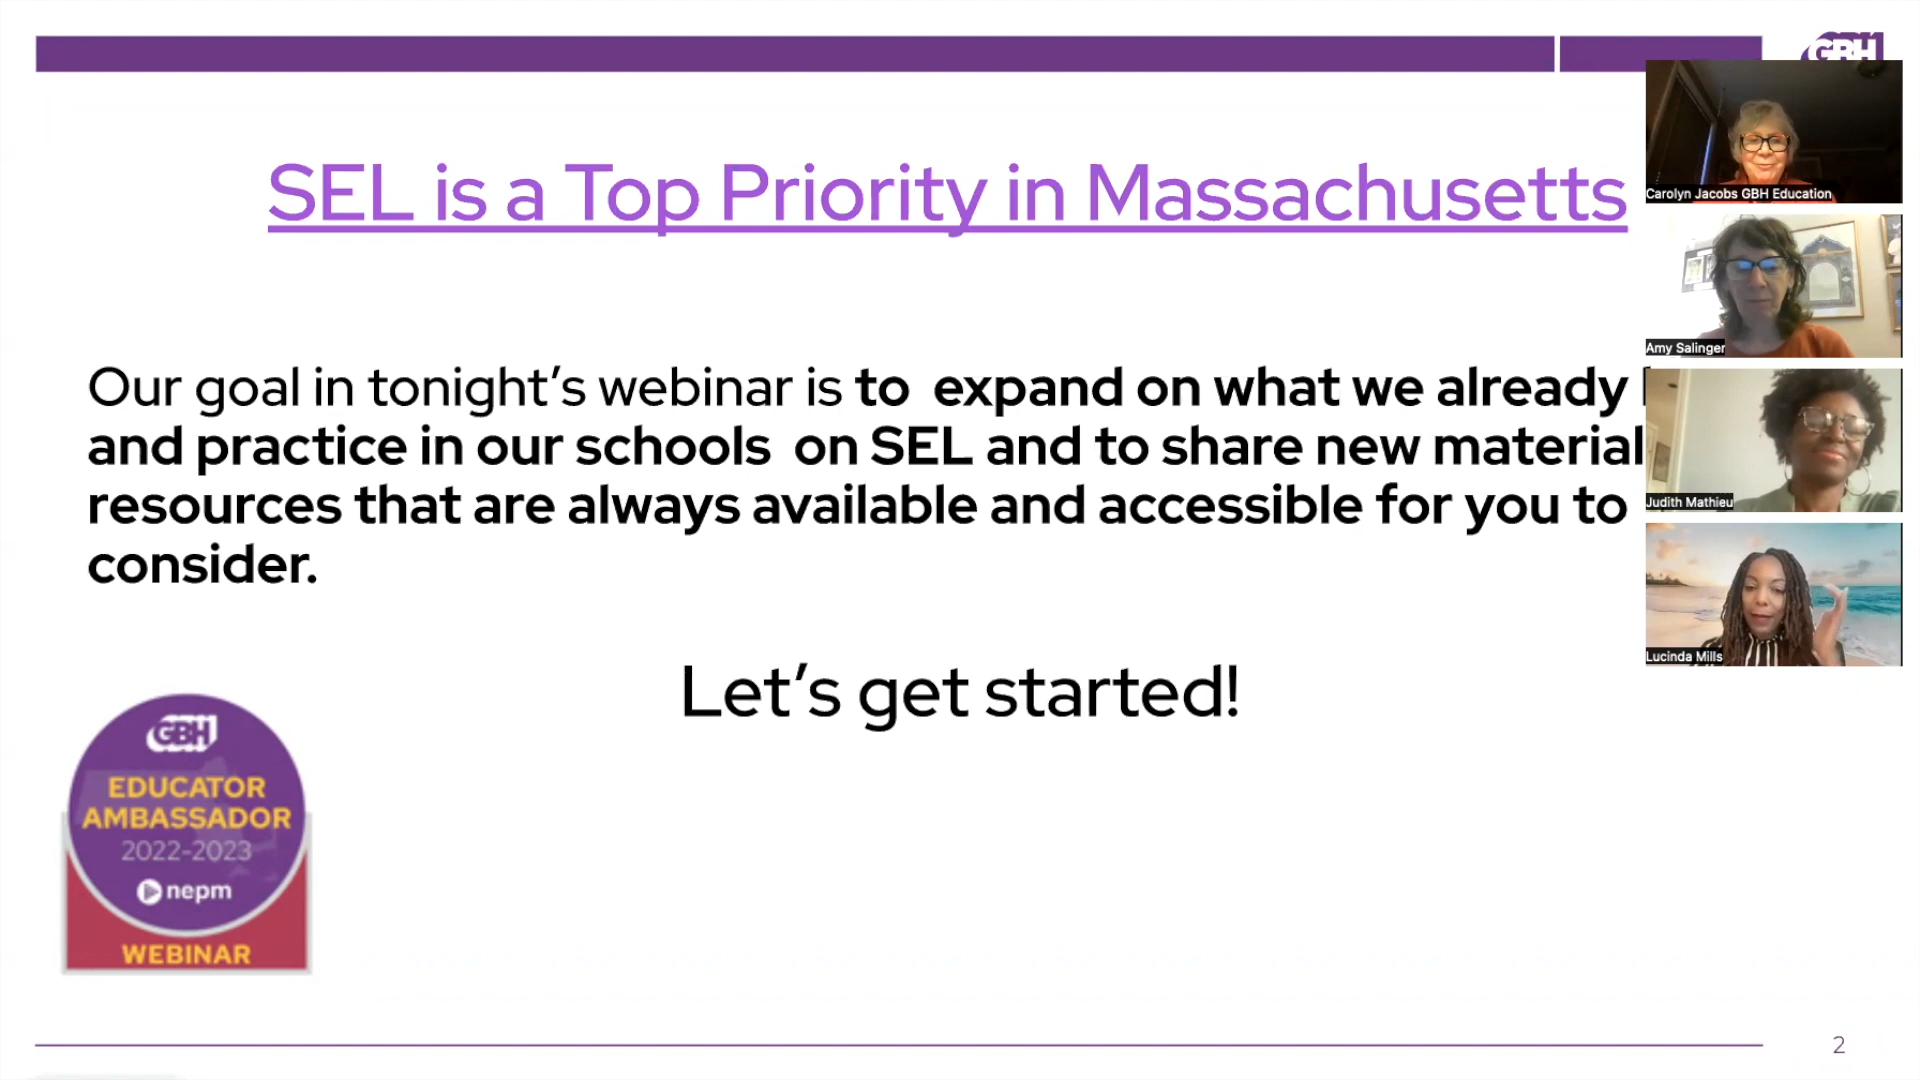 GBH
SEL is a Top Priority in Massachusetts
Our goal in tonight’s webinar is to expand on what we already
and practice in our schools on SEL and to share new material
resources that are always available and accessible for you to
consider.
Let’s get started!
GBH
EDUCATOR
AMBASSADOR
2022-2023
nepm
WEBINAR
Carolyn Jacobs GBH Education
Amy Salinger
Judith Mathieu
Lucinda Mills
2